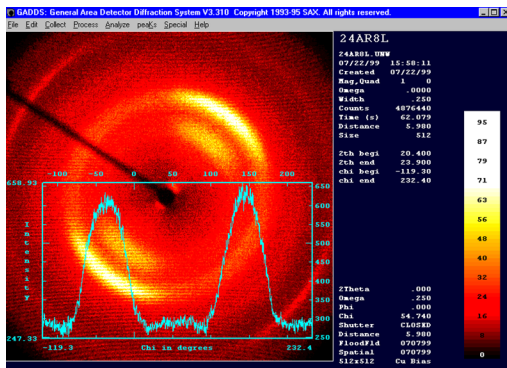 GADDS: General Area Detector Diffraction System V3.310 Copyright 1993-95 SAX. All rights reserved.
File Edit Collect Process Analyze peaKs Special Help
24AR8L
24AR8L.UNW
07/22/99 15:58:11
Created 07/22/99
Mag,Quad 1 0
Omega .0000
Width .250
Counts 4876440
Time (s) 62.079
Distance 5.980
Size 512
2th begi 20.400
2th end 23.900
chi begi -119.30
chi end 232.40
95
87
79
71
63
56
48
40
32
24
16
8
0
-100 -50 0 50 100 150 200
650.93
650
600
550
500
450
400
350
300
250
Intensity
247.33
-119.3 Chi in degrees 232.4
2Theta .000
Omega .250
Phi .000
Chi 54.740
Shutter CLOSED
Distance 5.980
FloodFld 070799
Spatial 070799
512x512 Cu Bias